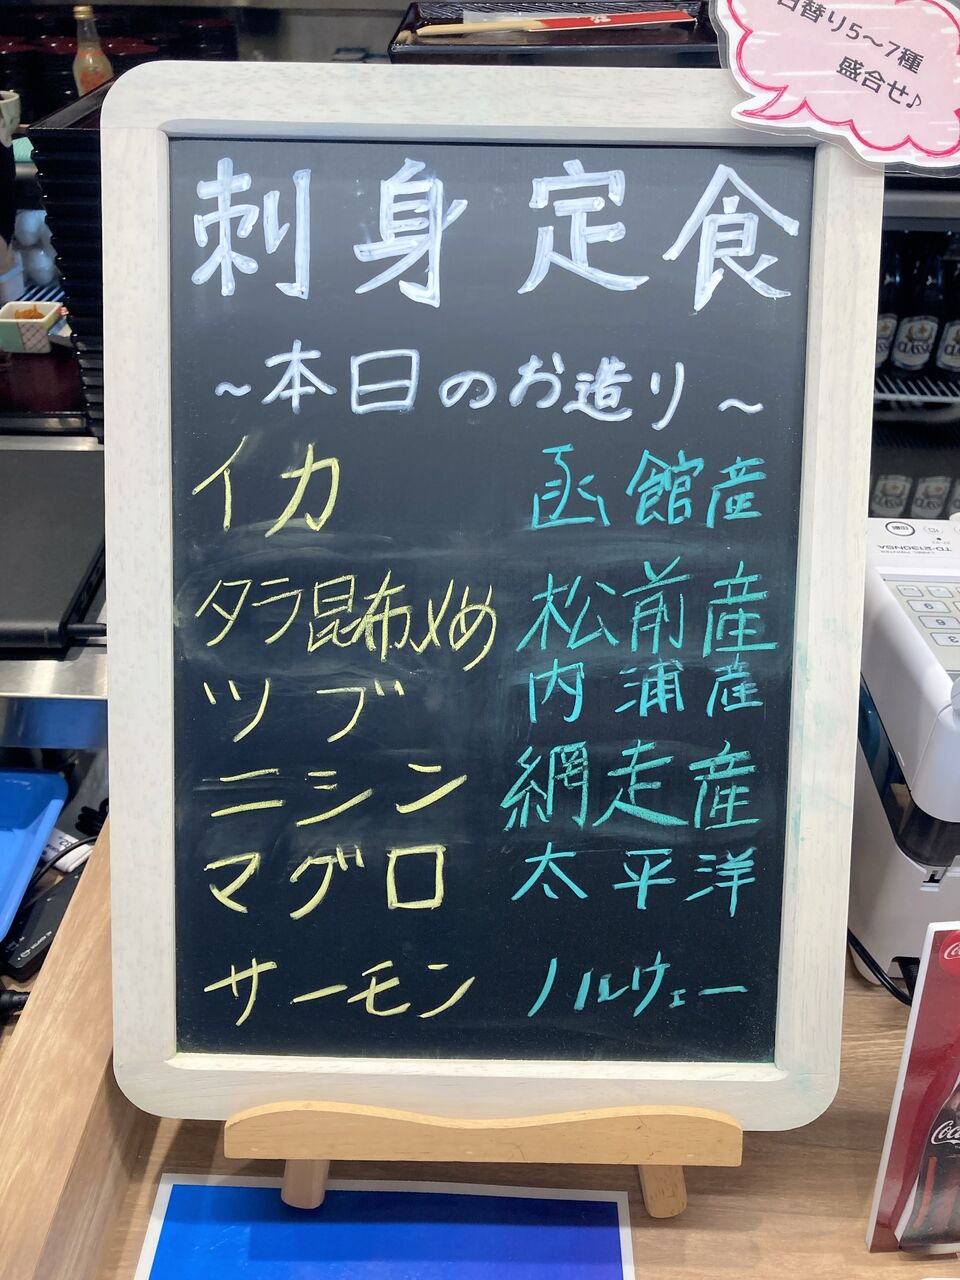 日替り5〜7種
盛合せ♪
刺身定食
〜本日のお造り〜
イカ 函館産
タラ昆布〆め 松前産
ツブ 内浦産
ニシン 網走産
マグロ 太平洋
サーモン ノルウェー